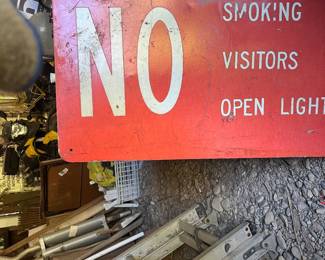 NO
SMOKING
VISITORS
OPEN LIGHT